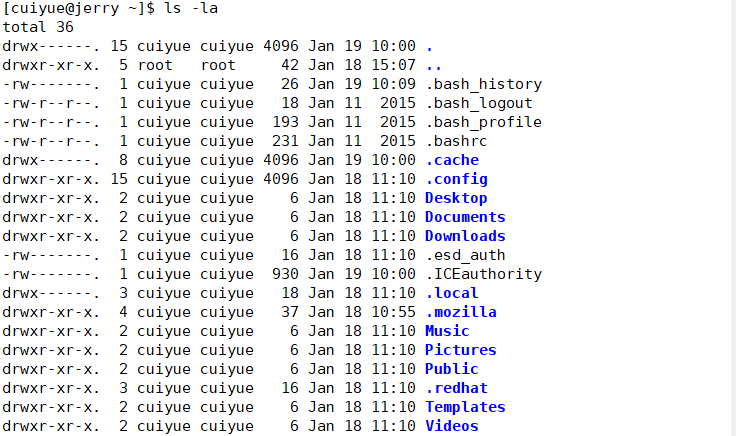 [cuiyue@jerry ~]$ ls -la
total 36
drwx------. 15 cuiyue cuiyue 4096 Jan 19 10:00 .
drwxr-xr-x.  5 root   root     42 Jan 18 15:07 ..
-rw-------.  1 cuiyue cuiyue   26 Jan 19 10:09 .bash_history
-rw-r--r--.  1 cuiyue cuiyue   18 Jan 11  2015 .bash_logout
-rw-r--r--.  1 cuiyue cuiyue  193 Jan 11  2015 .bash_profile
-rw-r--r--.  1 cuiyue cuiyue  231 Jan 11  2015 .bashrc
drwx------.  8 cuiyue cuiyue 4096 Jan 19 10:00 .cache
drwxr-xr-x. 15 cuiyue cuiyue 4096 Jan 18 11:10 .config
drwxr-xr-x.  2 cuiyue cuiyue    6 Jan 18 11:10 Desktop
drwxr-xr-x.  2 cuiyue cuiyue    6 Jan 18 11:10 Documents
drwxr-xr-x.  2 cuiyue cuiyue    6 Jan 18 11:10 Downloads
-rw-------.  1 cuiyue cuiyue   16 Jan 18 11:10 .esd_auth
-rw-------.  1 cuiyue cuiyue  930 Jan 19 10:00 .ICEauthority
drwx------.  3 cuiyue cuiyue   18 Jan 18 11:10 .local
drwxr-xr-x.  4 cuiyue cuiyue   37 Jan 18 10:55 .mozilla
drwxr-xr-x.  2 cuiyue cuiyue    6 Jan 18 11:10 Music
drwxr-xr-x.  2 cuiyue cuiyue    6 Jan 18 11:10 Pictures
drwxr-xr-x.  2 cuiyue cuiyue    6 Jan 18 11:10 Public
drwxr-xr-x.  3 cuiyue cuiyue   16 Jan 18 11:10 .redhat
drwxr-xr-x.  2 cuiyue cuiyue    6 Jan 18 11:10 Templates
drwxr-xr-x.  2 cuiyue cuiyue    6 Jan 18 11:10 Videos